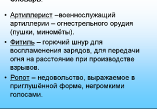 Артиллерист –военнослужащий
артиллерии – огнестрельного орудия
(пушки, миномёты).
Фитиль – горючий шнур для
воспламенения зарядов, для передачи
огня на расстояние при производстве
взрывов.
Ропот – недовольство, выражаемое в
приглушённой форме, негромкими
голосами.